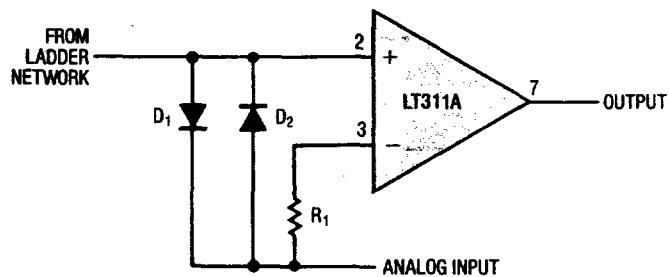 FROM
LADDER
NETWORK
2
+
LT311A
7
OUTPUT
D1
D2
3
−
R1
ANALOG INPUT